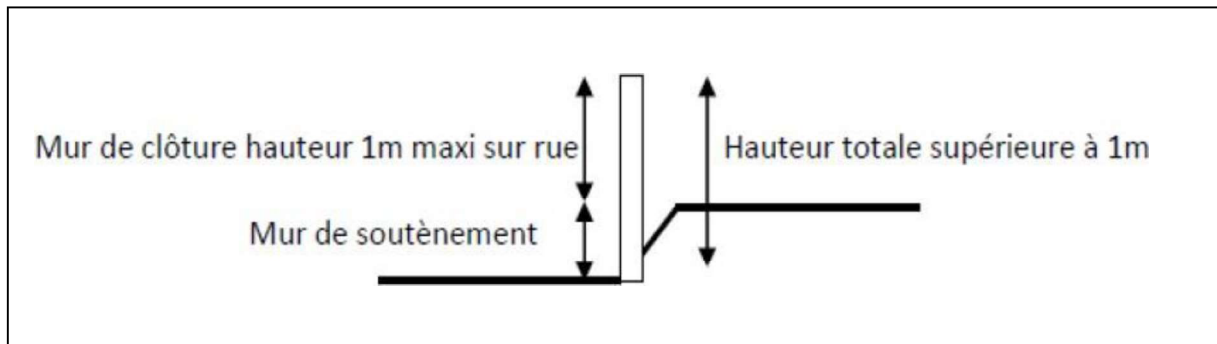 Mur de clôture hauteur 1m maxi sur rue
Hauteur totale supérieure à 1m
Mur de soutènement